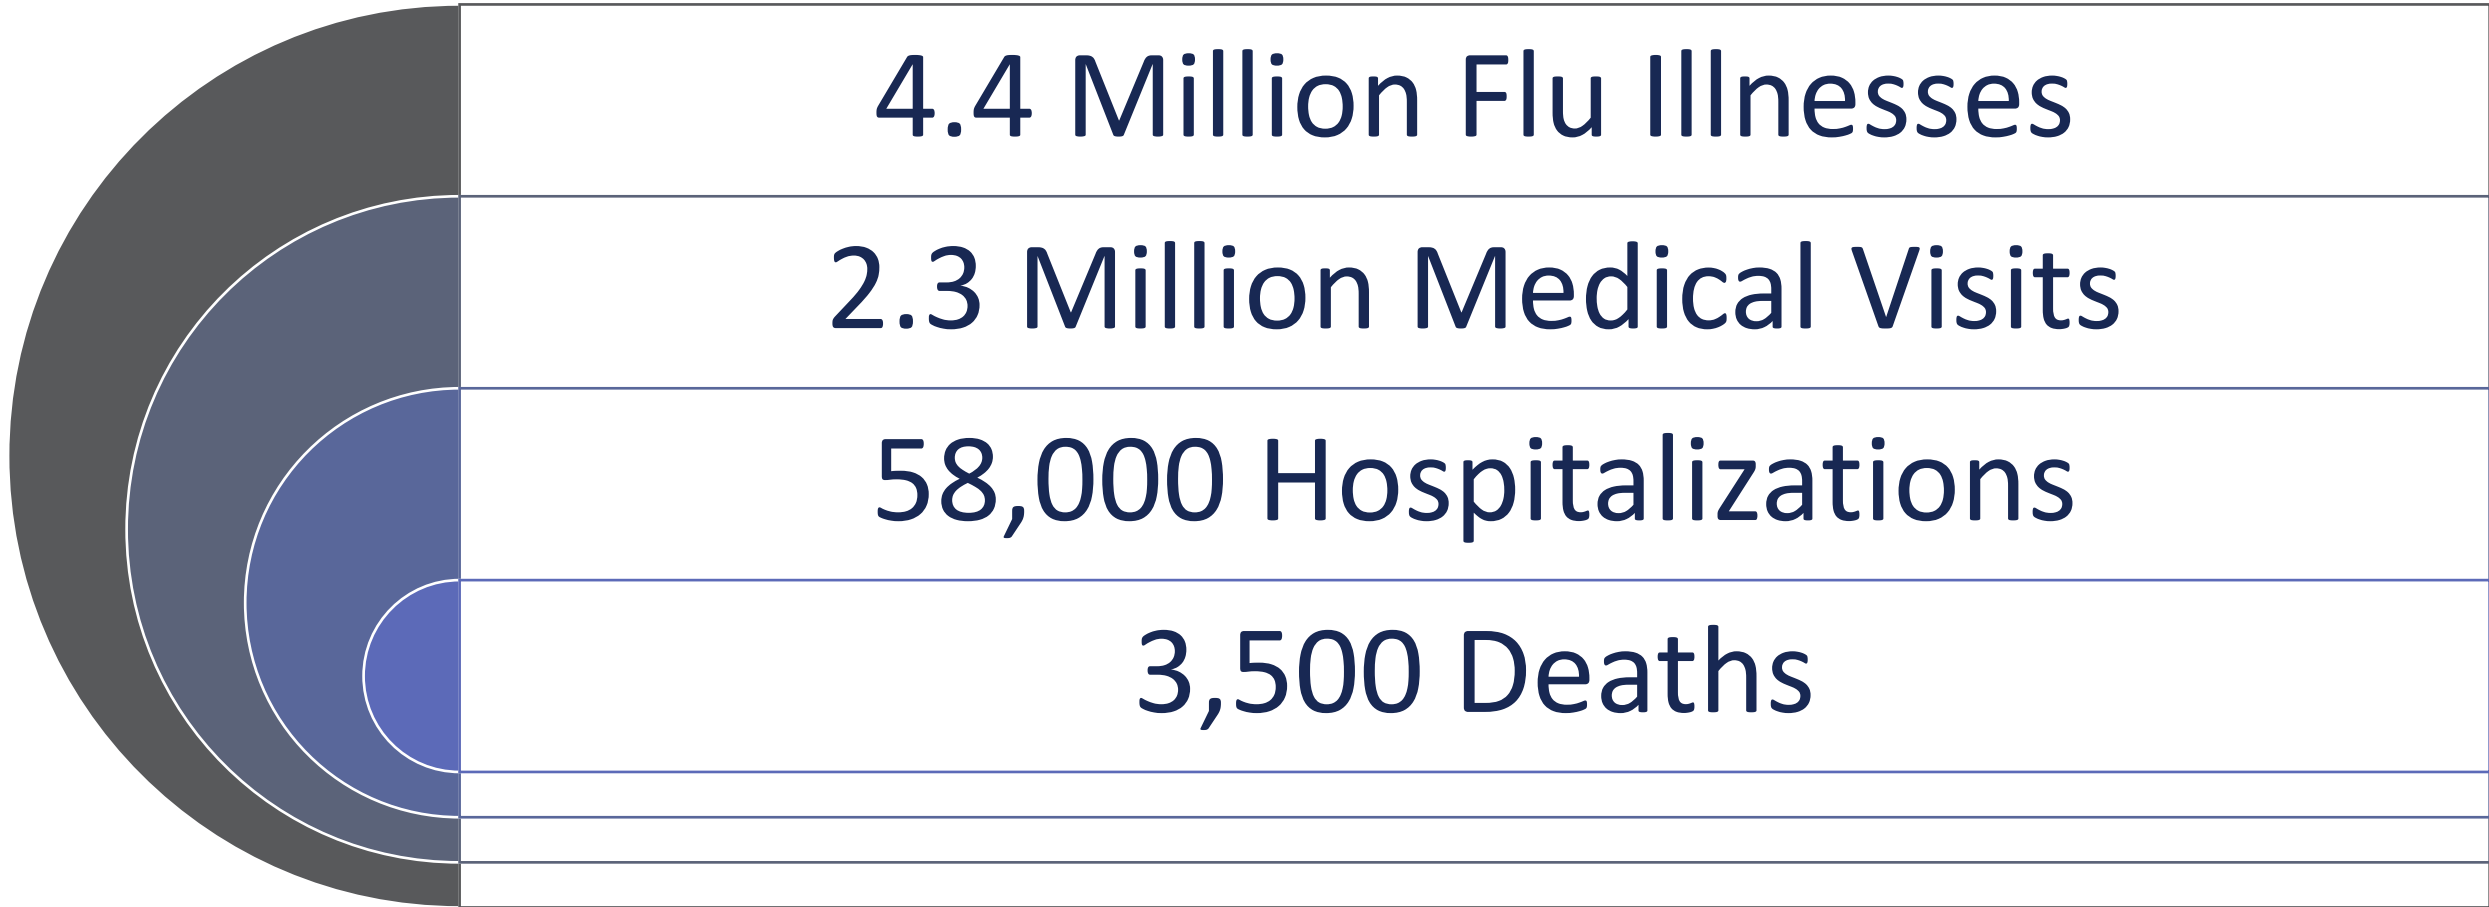 4.4 Million Flu Illnesses
2.3 Million Medical Visits
58,000 Hospitalizations
3,500 Deaths